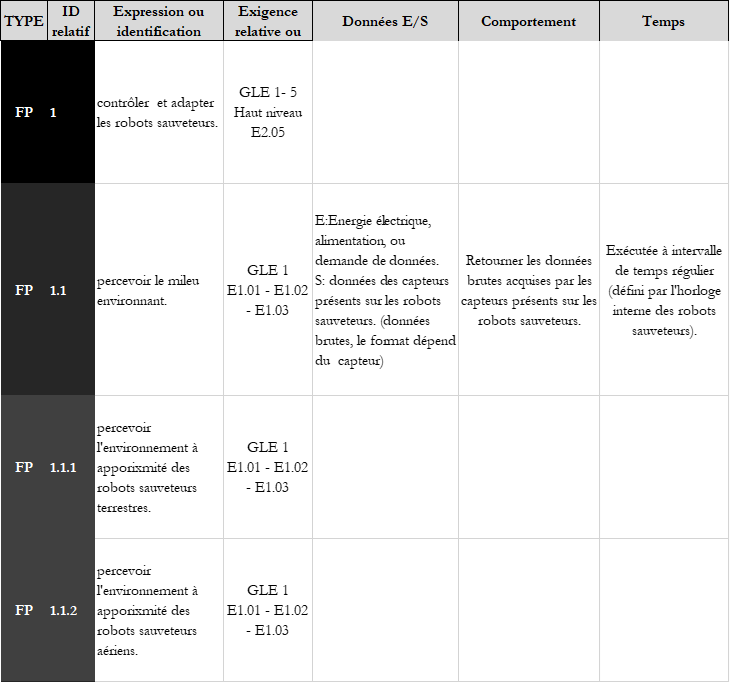 TYPE
ID
relatif
Expression ou
identification
Exigence
relative ou
Données E/S
Comportement
Temps
FP
1
contrôler et adapter
les robots sauveteurs.
GLE 1- 5
Haut niveau
E2.05
FP
1.1
percevoir le mileu
environnant.
GLE 1
E1.01 - E1.02
- E1.03
E:Energie électrique,
alimentation, ou
demande de données.
S: données des capteurs
présents sur les robots
sauveteurs. (données
brutes, le format dépend
du capteur)
Retourner les données
brutes acquises par les
capteurs présents sur les
robots sauveteurs.
Exécutée à intervalle
de temps régulier
(défini par l'horloge
interne des robots
sauveteurs).
FP
1.1.1
percevoir
l'environnement à
apporixmité des
robots sauveteurs
terrestres.
GLE 1
E1.01 - E1.02
- E1.03
FP
1.1.2
percevoir
l'environnement à
apporixmité des
robots sauveteurs
aériens.
GLE 1
E1.01 - E1.02
- E1.03